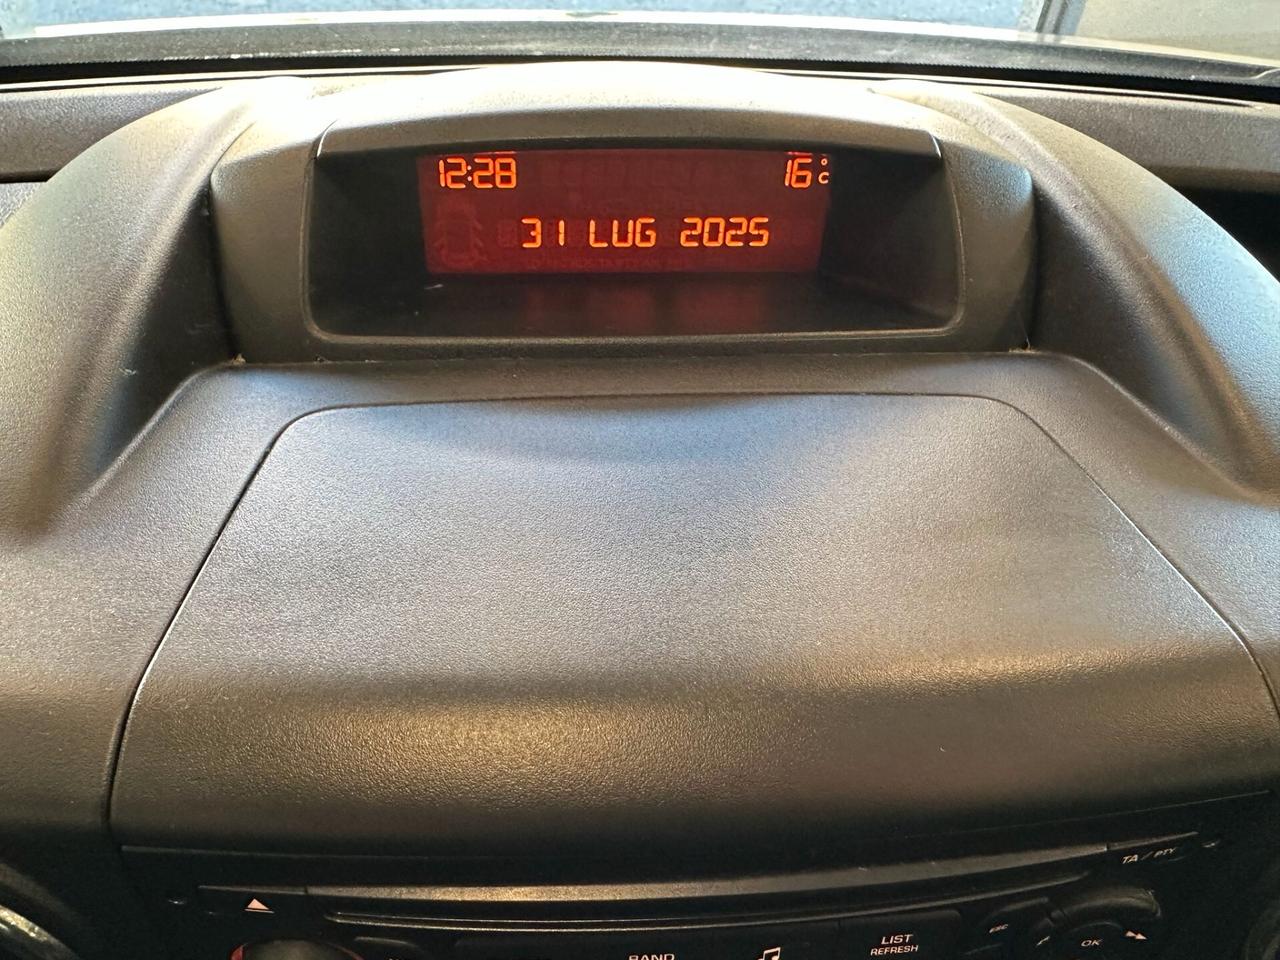 12:28 16°C
31 LUG 2025
TA / PTY
LIST
REFRESH
BAND
ESC
OK